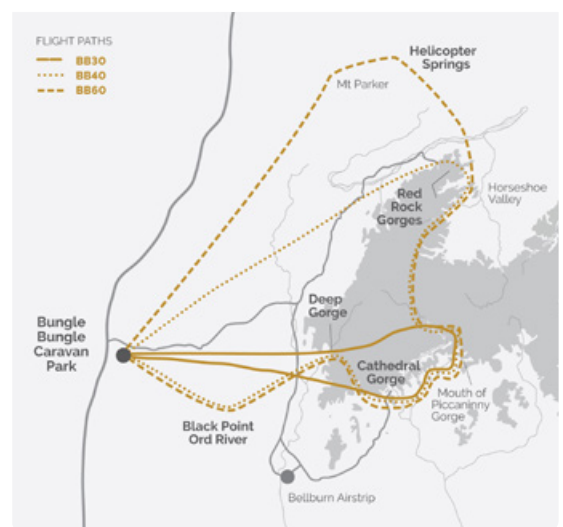 FLIGHT PATHS
BB30
BB40
BB60
Helicopter
Springs
Mt Parker
Red
Rock
Gorges
Horseshoe
Valley
Deep
Gorge
Bungle
Bungle
Caravan
Park
Cathedral
Gorge
Mouth of
Piccaninny
Gorge
Black Point
Ord River
Bellburn Airstrip